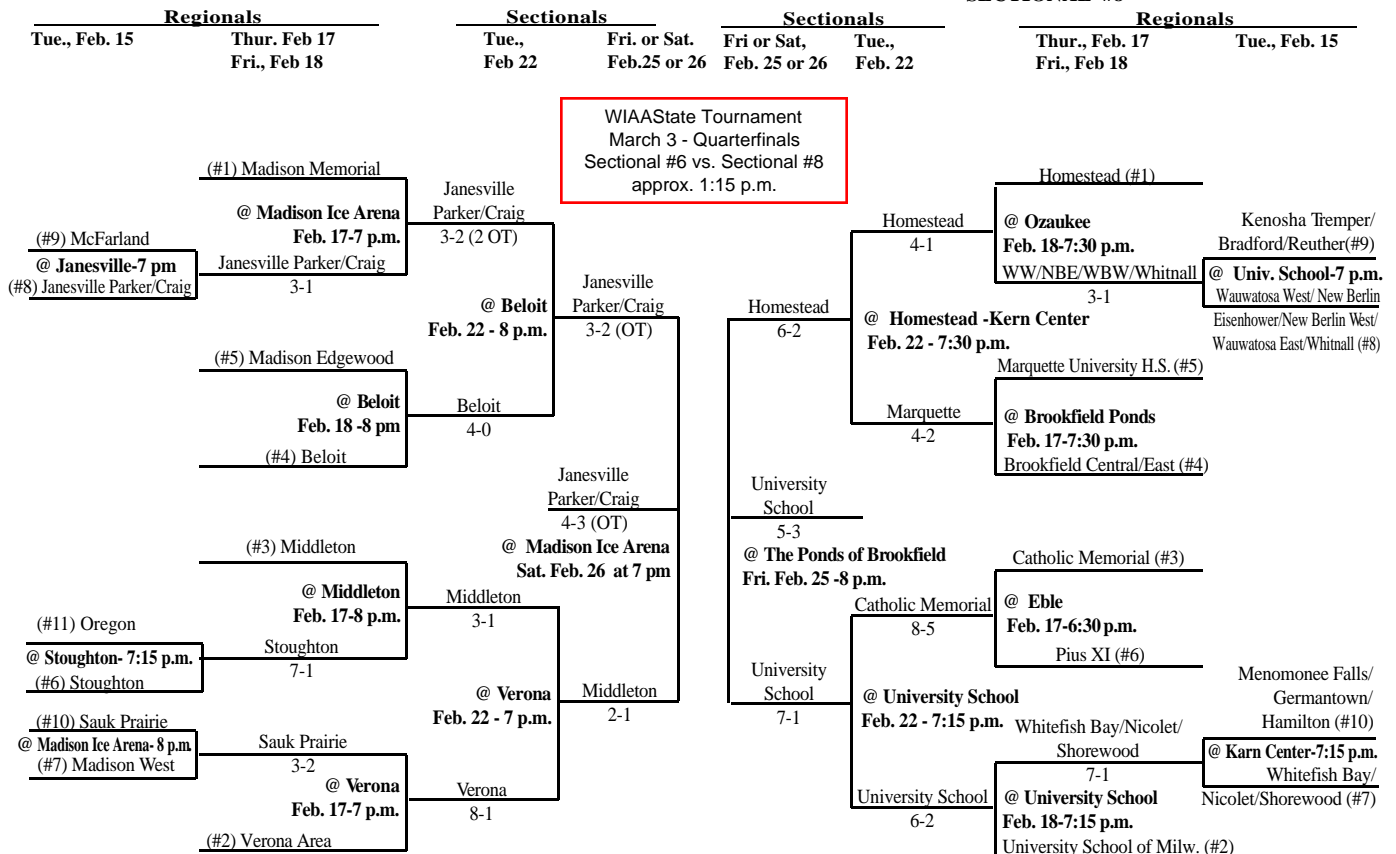 Regionals
Tue., Feb. 15
Thur. Feb 17
Fri., Feb 18
Sectionals
Tue.,
Feb 22
Fri. or Sat.
Feb.25 or 26
Sectionals
Fri or Sat,
Feb. 25 or 26
Tue.,
Feb. 22
Regionals
Thur., Feb. 17
Fri., Feb 18
Tue., Feb. 15
WIAAState Tournament
March 3 - Quarterfinals
Sectional #6 vs. Sectional #8
approx. 1:15 p.m.
(#9) McFarland
@ Janesville-7 pm
(#8) Janesville Parker/Craig
(#11) Oregon
@ Stoughton- 7:15 p.m.
(#6) Stoughton
(#10) Sauk Prairie
@ Madison Ice Arena- 8 p.m.
(#7) Madison West
(#1) Madison Memorial
@ Madison Ice Arena
Feb. 17-7 p.m.
Janesville Parker/Craig
3-1
(#5) Madison Edgewood
@ Beloit
Feb. 18 -8 pm
(#4) Beloit
(#3) Middleton
@ Middleton
Feb. 17-8 p.m.
Stoughton
7-1
Sauk Prairie
3-2
@ Verona
Feb. 17-7 p.m.
(#2) Verona Area
Janesville
Parker/Craig
3-2 (2 OT)
@ Beloit
Feb. 22 - 8 p.m.
Beloit
4-0
Middleton
3-1
@ Verona
Feb. 22 - 7 p.m.
Verona
8-1
Janesville
Parker/Craig
3-2 (OT)
Janesville
Parker/Craig
4-3 (OT)
@ Madison Ice Arena
Sat. Feb. 26 at 7 pm
Middleton
2-1
Homestead
6-2
University
School
5-3
@ The Ponds of Brookfield
Fri. Feb. 25 -8 p.m.
University
School
7-1
Homestead
4-1
@ Homestead -Kern Center
Feb. 22 - 7:30 p.m.
Marquette
4-2
Catholic Memorial
8-5
@ University School
Feb. 22 - 7:15 p.m.
University School
6-2
Homestead (#1)
@ Ozaukee
Feb. 18-7:30 p.m.
WW/NBE/WBW/Whitnall
3-1
Marquette University H.S. (#5)
@ Brookfield Ponds
Feb. 17-7:30 p.m.
Brookfield Central/East (#4)
Catholic Memorial (#3)
@ Eble
Feb. 17-6:30 p.m.
Pius XI (#6)
Whitefish Bay/Nicolet/
Shorewood
7-1
@ University School
Feb. 18-7:15 p.m.
University School of Milw. (#2)
Kenosha Tremper/
Bradford/Reuther(#9)
@ Univ. School-7 p.m.
Wauwatosa West/ New Berlin
Eisenhower/New Berlin West/
Wauwatosa East/Whitnall (#8)
Menomonee Falls/
Germantown/
Hamilton (#10)
@ Karn Center-7:15 p.m.
Whitefish Bay/
Nicolet/Shorewood (#7)